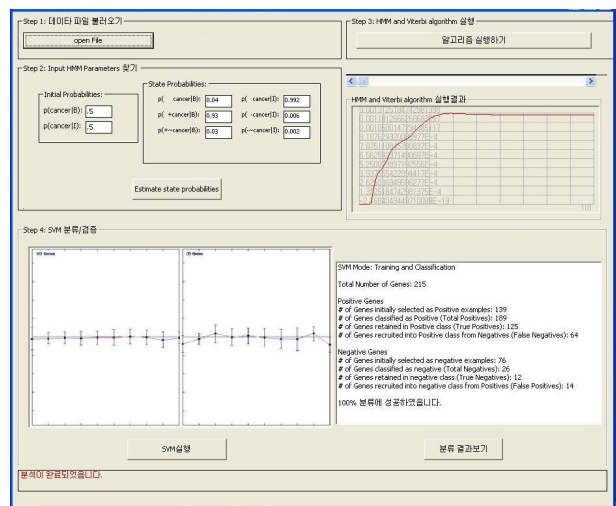 Step 1: 데이타 파일 불러오기
open File
Step 3: HMM and Viterbi algorithm 실행
알고리즘 실행하기
Step 2: Input HMM Parameters 찾기
Initial Probabilities:
p(cancer|B): .5
p(cancer|I): .5
State Probabilities:
p( cancer|B): 0.04 p( cancer|I): 0.992
p( +cancer|B): 0.93 p( -cancer|I): 0.006
p(+~cancer|B): 0.03 p(-~cancer|I): 0.002
Estimate state probabilities
HMM and Viterbi algorithm 실행결과
Step 4: SVM 분류/검증
Genes
Genes
SVM Mode: Training and Classification
Total Number of Genes: 215
Positive Genes
# of Genes initially selected as Positive examples: 139
# of Genes classified as Positive (Total Positives): 189
# of Genes retained in Positive class (True Positives): 125
# of Genes recruited into Positive class from Negatives (False Negatives): 64
Negative Genes
# of Genes initially selected as negative examples: 76
# of Genes classified as negative (Total Negatives): 26
# of Genes retained in negative class (True Negatives): 12
# of Genes recruited into negative class from Positives (False Positives): 14
100% 분류에 성공하였읍니다.
SVM실행
분류 결과보기
분석이 완료되었읍니다.